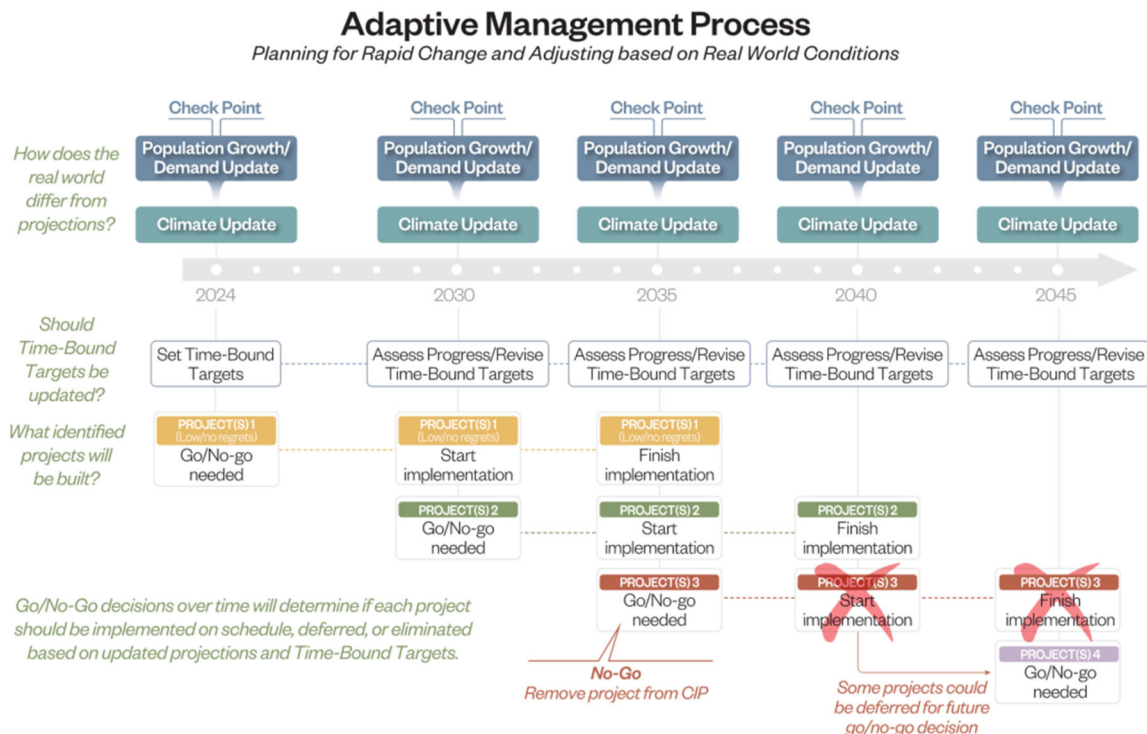 Adaptive Management Process
Planning for Rapid Change and Adjusting based on Real World Conditions
Check Point
Check Point
Check Point
Check Point
Check Point
How does the
real world
differ from
projections?
Population Growth/
Demand Update
Population Growth/
Demand Update
Population Growth/
Demand Update
Population Growth/
Demand Update
Population Growth/
Demand Update
Climate Update
Climate Update
Climate Update
Climate Update
Climate Update
2024
2030
2035
2040
2045
Should
Time-Bound
Targets be
updated?
Set Time-Bound
Targets
Assess Progress/Revise
Time-Bound Targets
Assess Progress/Revise
Time-Bound Targets
Assess Progress/Revise
Time-Bound Targets
Assess Progress/Revise
Time-Bound Targets
What identified
projects will
be built?
PROJECT(S) 1
(Low/no regrets)
Go/No-go
needed
PROJECT(S) 1
(Low/no regrets)
Start
implementation
PROJECT(S) 1
(Low/no regrets)
Finish
implementation
PROJECT(S) 2
Go/No-go
needed
PROJECT(S) 2
Start
implementation
PROJECT(S) 2
Finish
implementation
PROJECT(S) 3
Go/No-go
needed
PROJECT(S) 3
Start
implementation
PROJECT(S) 3
Finish
implementation
Go/No-Go decisions over time will determine if each project
should be implemented on schedule, deferred, or eliminated
based on updated projections and Time-Bound Targets.
No-Go
Remove project from CIP
PROJECT(S) 4
Go/No-go
needed
Some projects could
be deferred for future
go/no-go decision